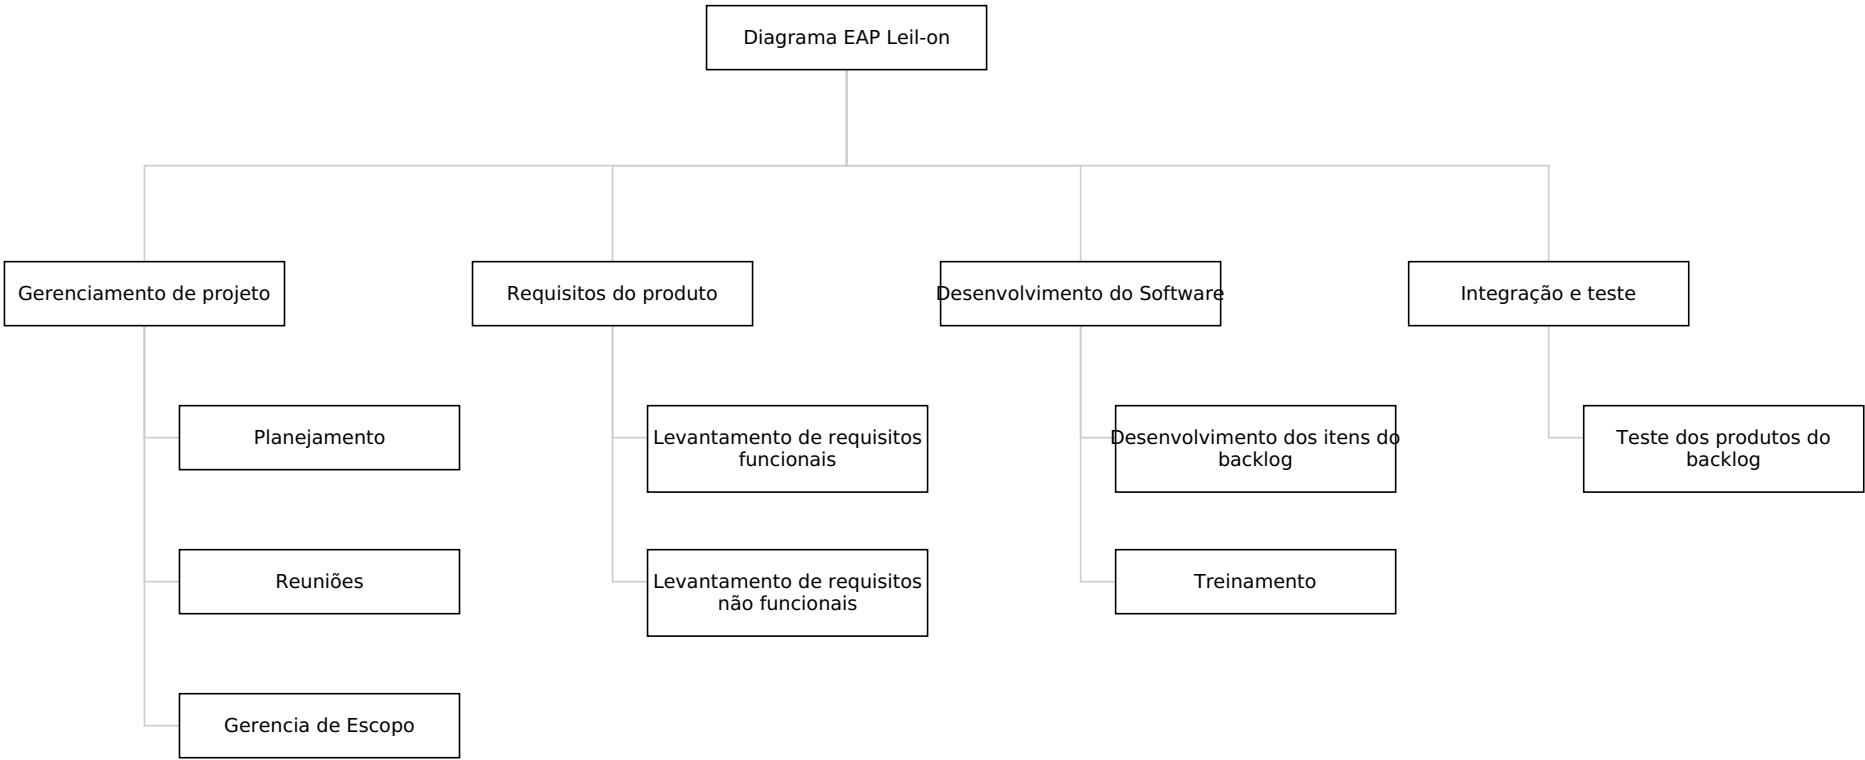 Diagrama EAP Leil-on
Gerenciamento de projeto
Requisitos do produto
Desenvolvimento do Software
Integração e teste
Planejamento
Levantamento de requisitos
funcionais
Desenvolvimento dos itens do
backlog
Teste dos produtos do
backlog
Reuniões
Levantamento de requisitos
não funcionais
Treinamento
Gerencia de Escopo